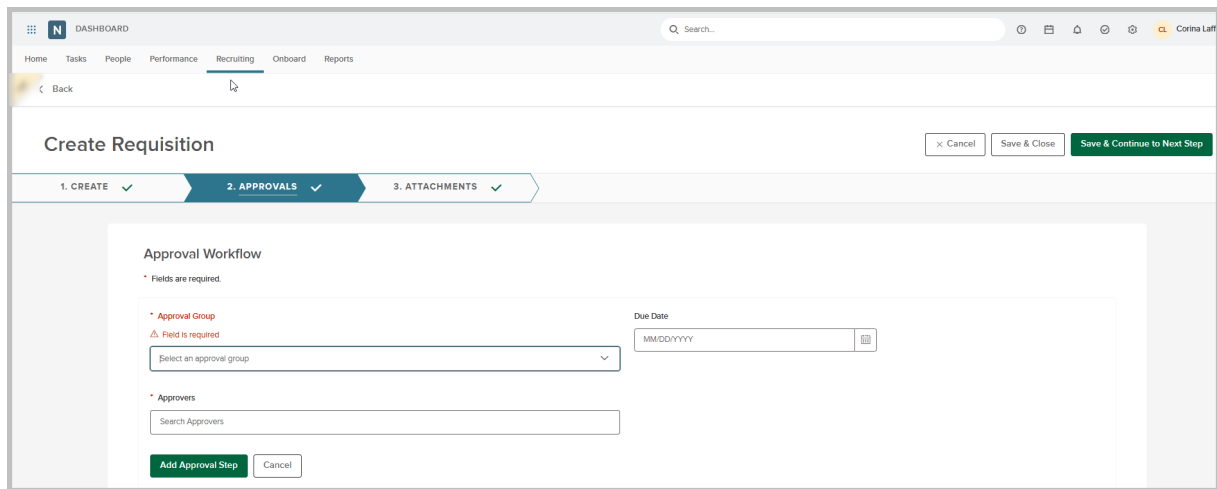 N DASHBOARD Search... CL Corina Laff
Home Tasks People Performance Recruiting Onboard Reports
Back
Create Requisition × Cancel Save & Close Save & Continue to Next Step
1. CREATE 2. APPROVALS 3. ATTACHMENTS
Approval Workflow
* Fields are required.
* Approval Group Due Date
Field is required
Select an approval group MM/DD/YYYY
* Approvers
Search Approvers
Add Approval Step Cancel